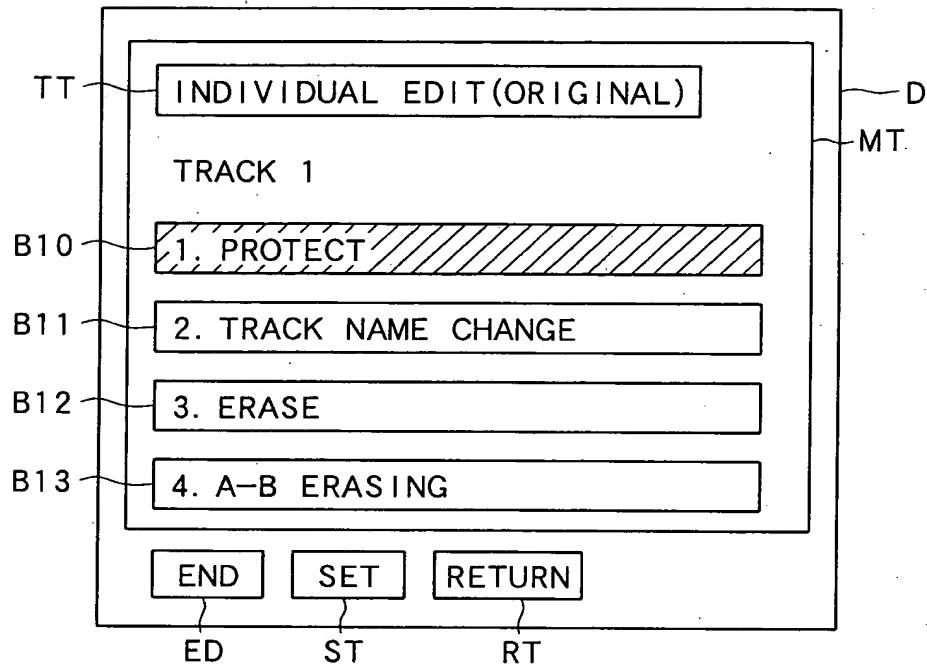 TT INDIVIDUAL EDIT(ORIGINAL) D
MT
TRACK 1
B10 1. PROTECT
B11 2. TRACK NAME CHANGE
B12 3. ERASE
B13 4. A-B ERASING
END SET RETURN
ED ST RT